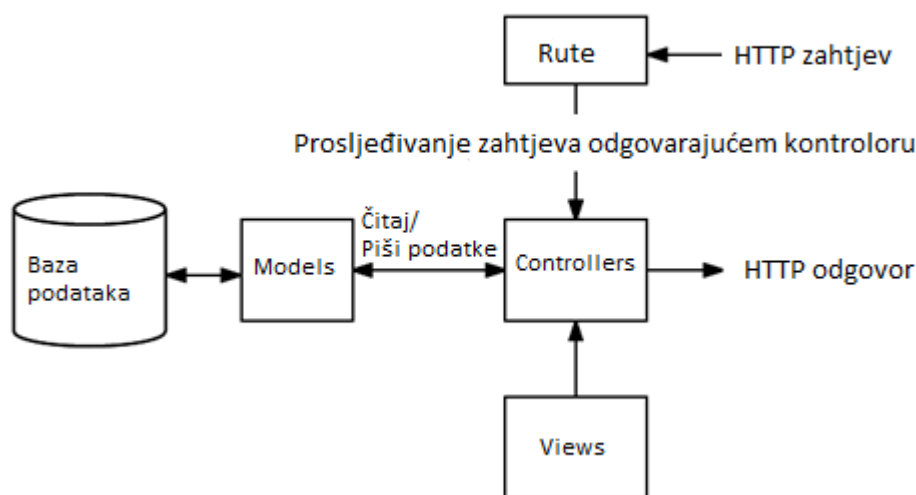 Rute
HTTP zahtjev
Prosljeđivanje zahtjeva odgovarajućem kontroloru
Čitaj/
Piši podatke
Baza
podataka
Models
Controllers
HTTP odgovor
Views